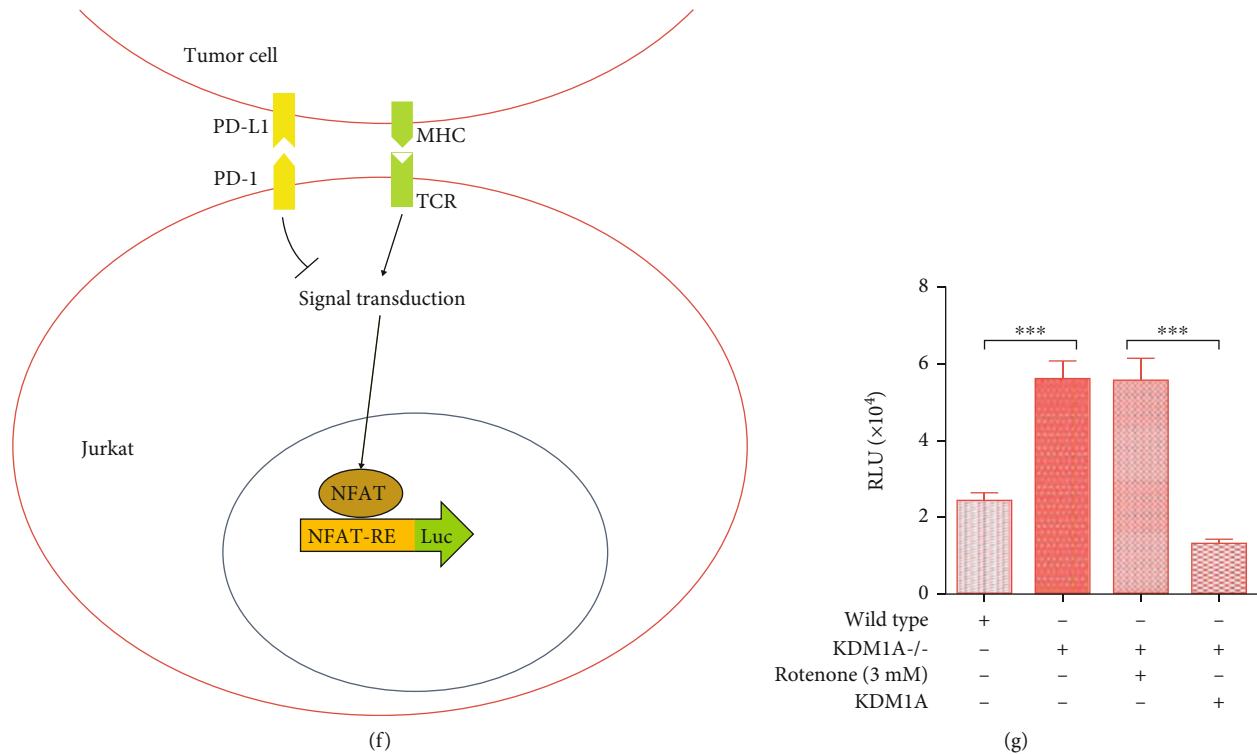 Tumor cell
PD-L1
MHC
PD-1
TCR
Signal transduction
Jurkat
NFAT
NFAT-RE Luc
(f)
RLU (×10⁴)
8
6
4
2
0
*** ***
Wild type + – – –
KDM1A-/- – + + +
Rotenone (3 mM) – – + –
KDM1A – – – +
(g)